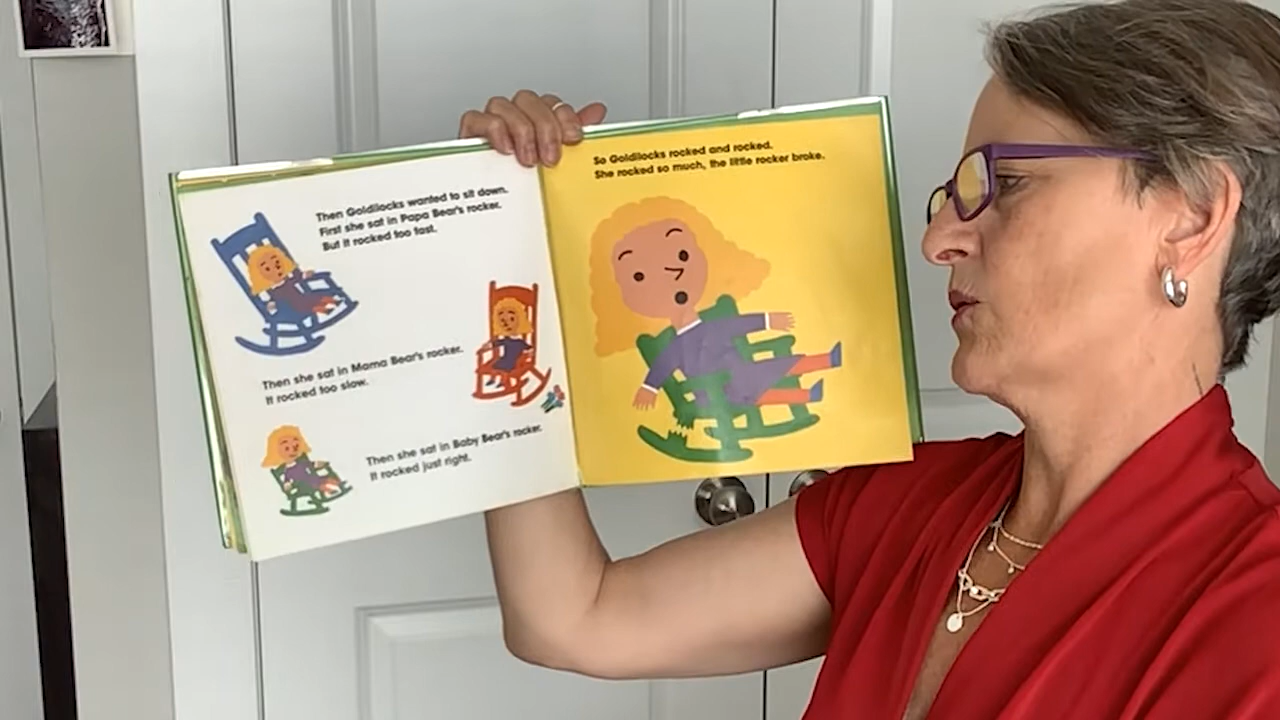 Then Goldilocks wanted to sit down.
First she sat in Papa Bear's rocker.
But it rocked too fast.
Then she sat in Mama Bear's rocker.
It rocked too slow.
Then she sat in Baby Bear's rocker.
It rocked just right.
So Goldilocks rocked and rocked.
She rocked so much, the little rocker broke.